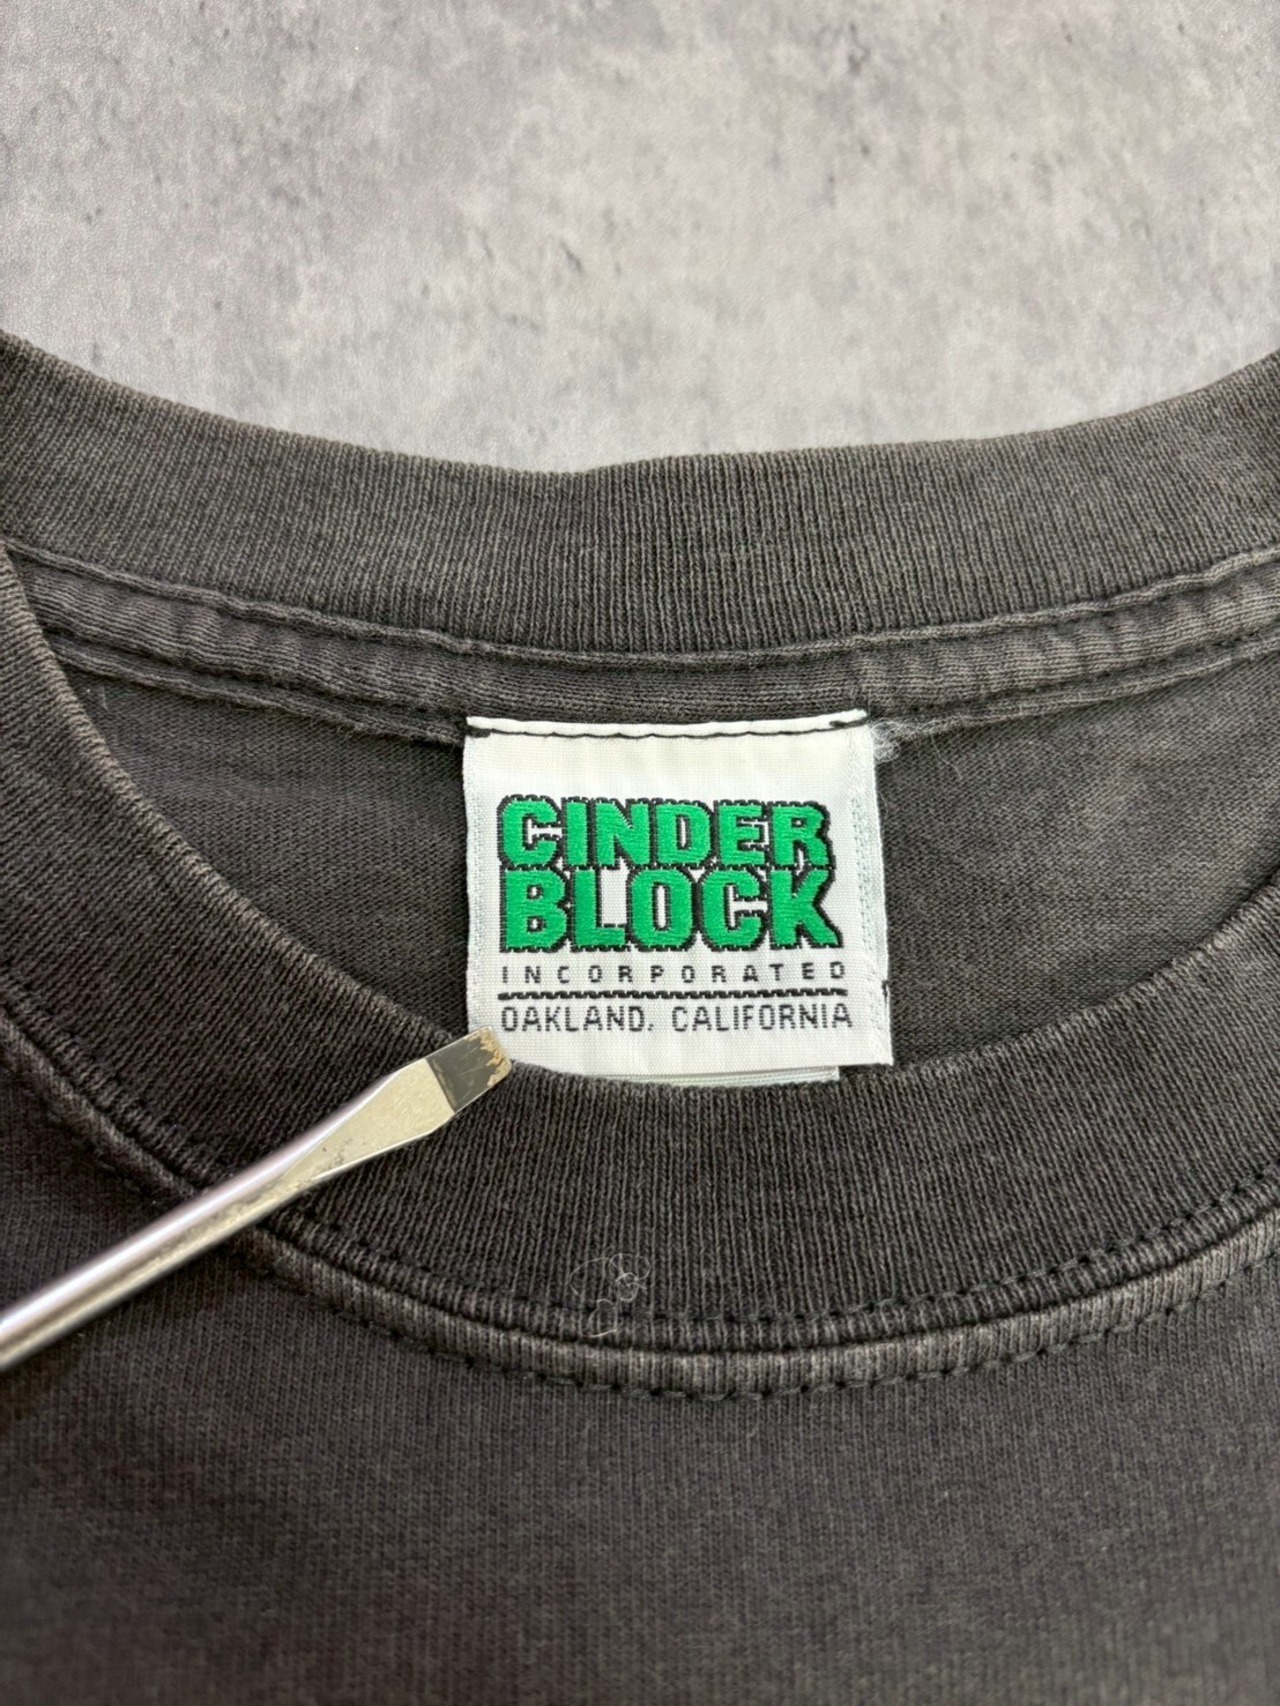 CINDER
BLOCK
INCORPORATED
OAKLAND, CALIFORNIA